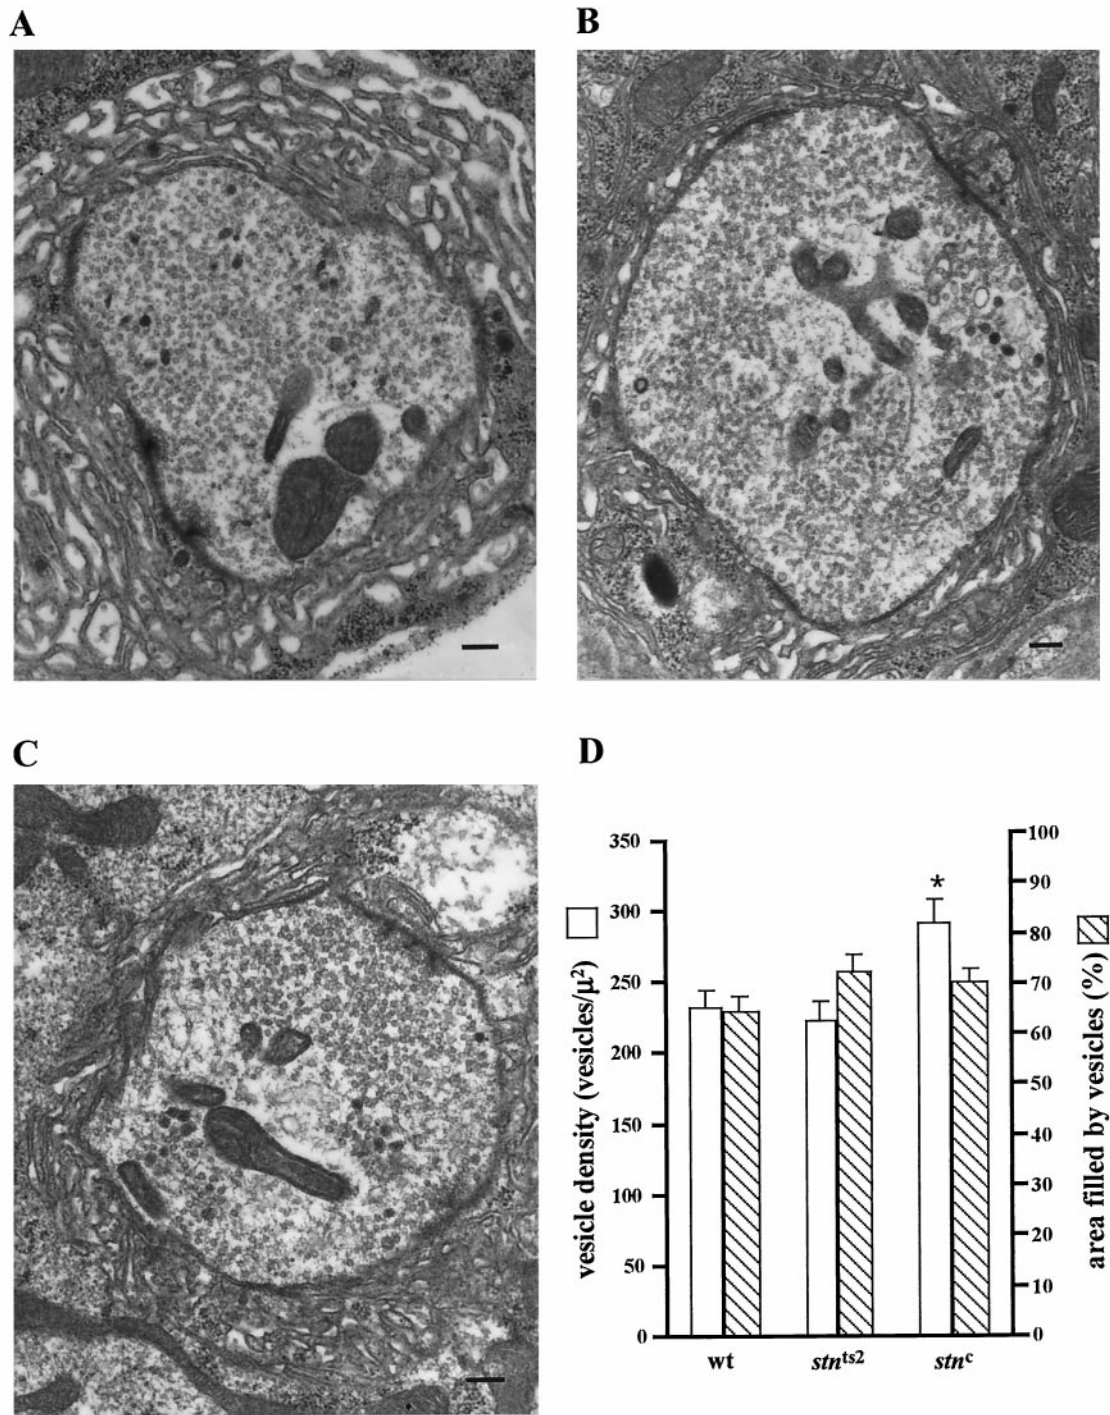 A
B
C
D
350
300
250
200
150
100
50
0
vesicle density (vesicles/μ²)
100
90
80
70
60
50
40
30
20
10
0
area filled by vesicles (%)
*
wt
stnᵗˢ²
stnᶜ